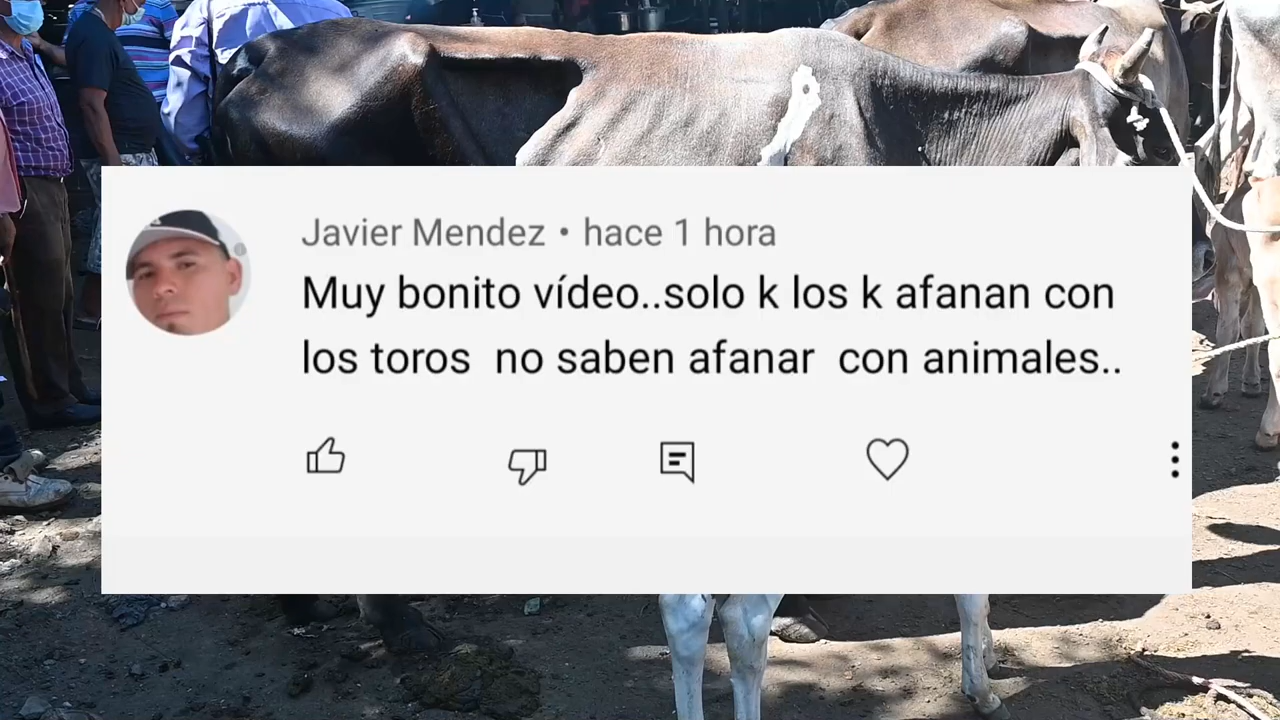 Javier Mendez • hace 1 hora
Muy bonito vídeo..solo k los k afanan con
los toros  no saben afanar  con animales..